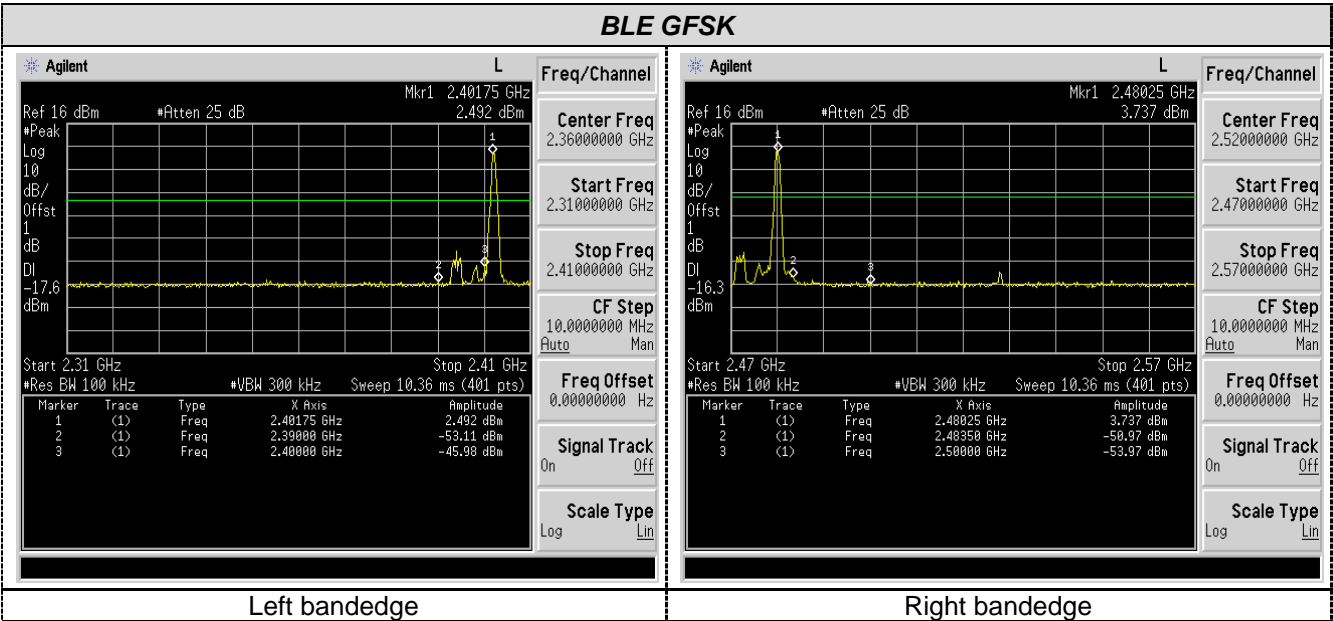 BLE GFSK
Agilent L
Mkr1 2.40175 GHz
Ref 16 dBm #Atten 25 dB 2.492 dBm
#Peak
Log
10
dB/
Offst
1
dB
DI
-17.6
dBm
1
2
3
Start 2.31 GHz Stop 2.41 GHz
#Res BW 100 kHz #VBW 300 kHz Sweep 10.36 ms (401 pts)
Marker Trace Type X Axis Amplitude
1 (1) Freq 2.40175 GHz 2.492 dBm
2 (1) Freq 2.39000 GHz -53.11 dBm
3 (1) Freq 2.40000 GHz -45.98 dBm
Freq/Channel
Center Freq
2.36000000 GHz
Start Freq
2.31000000 GHz
Stop Freq
2.41000000 GHz
CF Step
10.0000000 MHz
Auto Man
Freq Offset
0.00000000 Hz
Signal Track
On Off
Scale Type
Log Lin
Agilent L
Mkr1 2.48025 GHz
Ref 16 dBm #Atten 25 dB 3.737 dBm
#Peak
Log
10
dB/
Offst
1
dB
DI
-16.3
dBm
1
2
3
Start 2.47 GHz Stop 2.57 GHz
#Res BW 100 kHz #VBW 300 kHz Sweep 10.36 ms (401 pts)
Marker Trace Type X Axis Amplitude
1 (1) Freq 2.48025 GHz 3.737 dBm
2 (1) Freq 2.48350 GHz -50.97 dBm
3 (1) Freq 2.50000 GHz -53.97 dBm
Freq/Channel
Center Freq
2.52000000 GHz
Start Freq
2.47000000 GHz
Stop Freq
2.57000000 GHz
CF Step
10.0000000 MHz
Auto Man
Freq Offset
0.00000000 Hz
Signal Track
On Off
Scale Type
Log Lin
Left bandedge Right bandedge